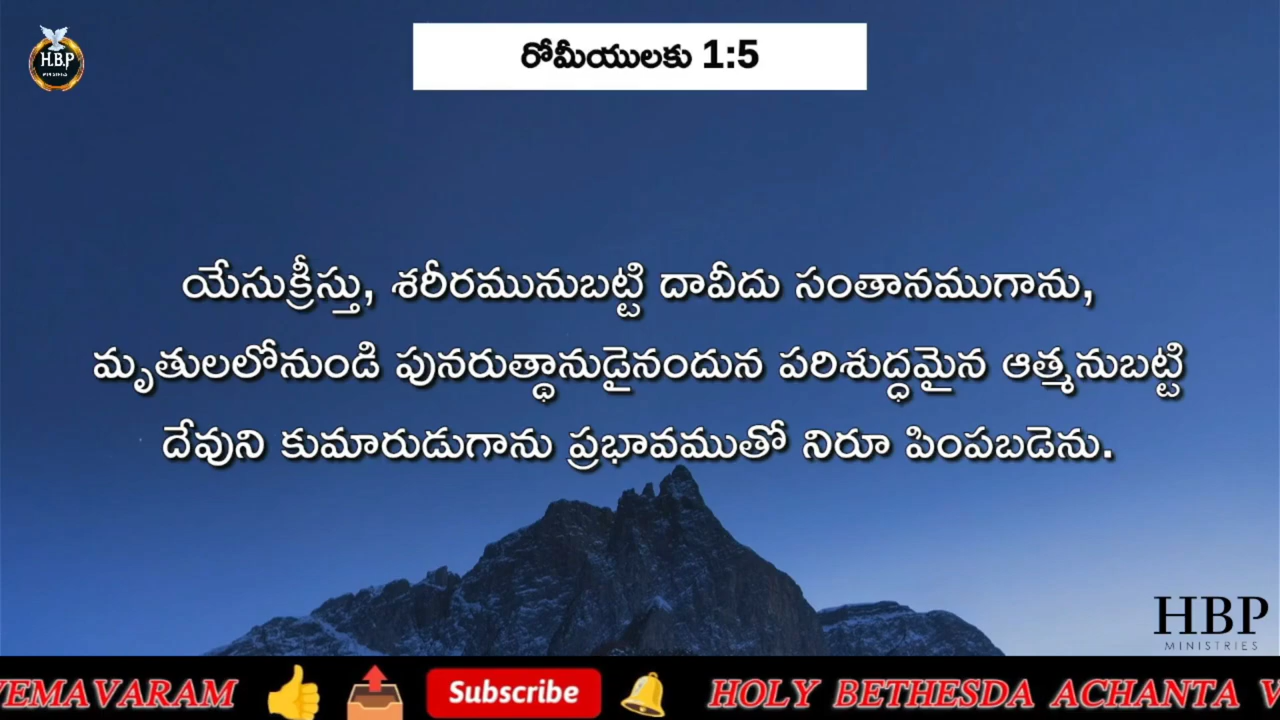 H.B.P
MINISTRIES
రోమీయులకు 1:5
యేసుక్రీస్తు, శరీరమునుబట్టి దావీదు సంతానముగాను,
మృతులలోనుండి పునరుత్థానుడైనందున పరిశుద్ధమైన ఆత్మనుబట్టి
దేవుని కుమారుడుగాను ప్రభావముతో నిరూ పింపబడెను.
HBP
MINISTRIES
VEMAVARAM Subscribe HOLY BETHESDA ACHANTA V